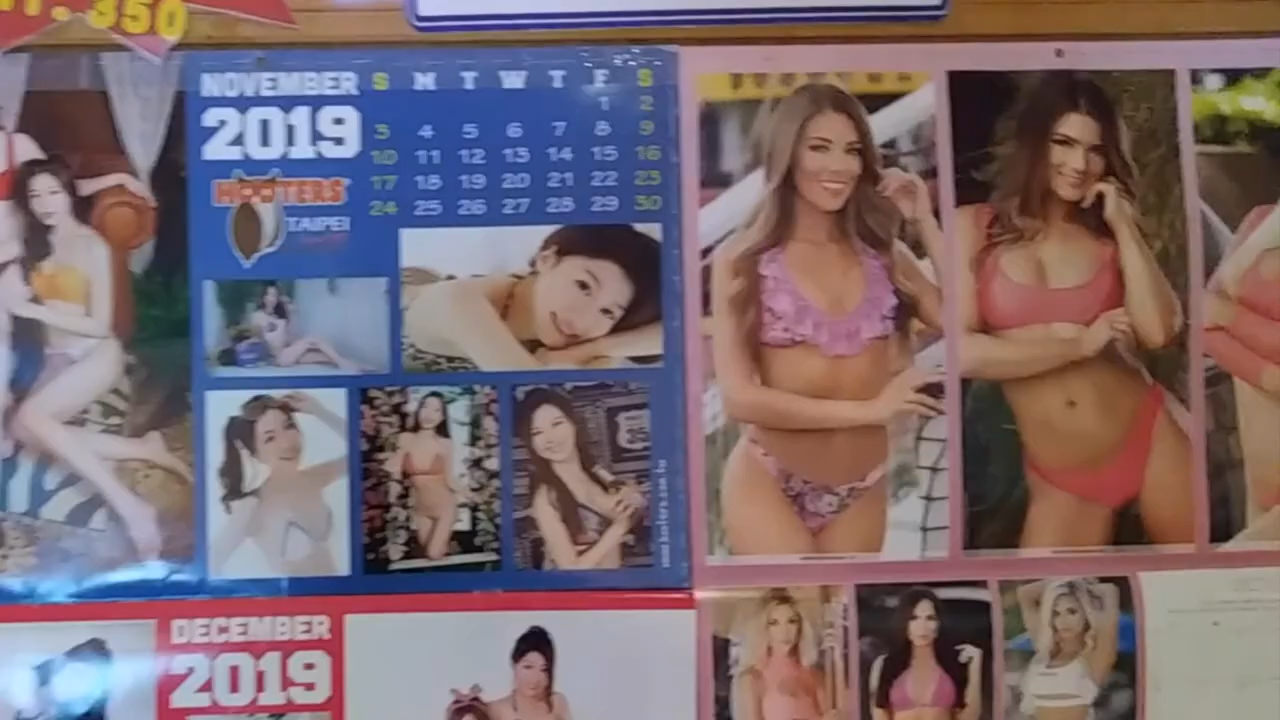 350
NOVEMBER
2019
S M T W T F S
1 2
3 4 5 6 7 8 9
10 11 12 13 14 15 16
17 18 19 20 21 22 23
24 25 26 27 28 29 30
HOOTERS
TAIPEI
DECEMBER
2019